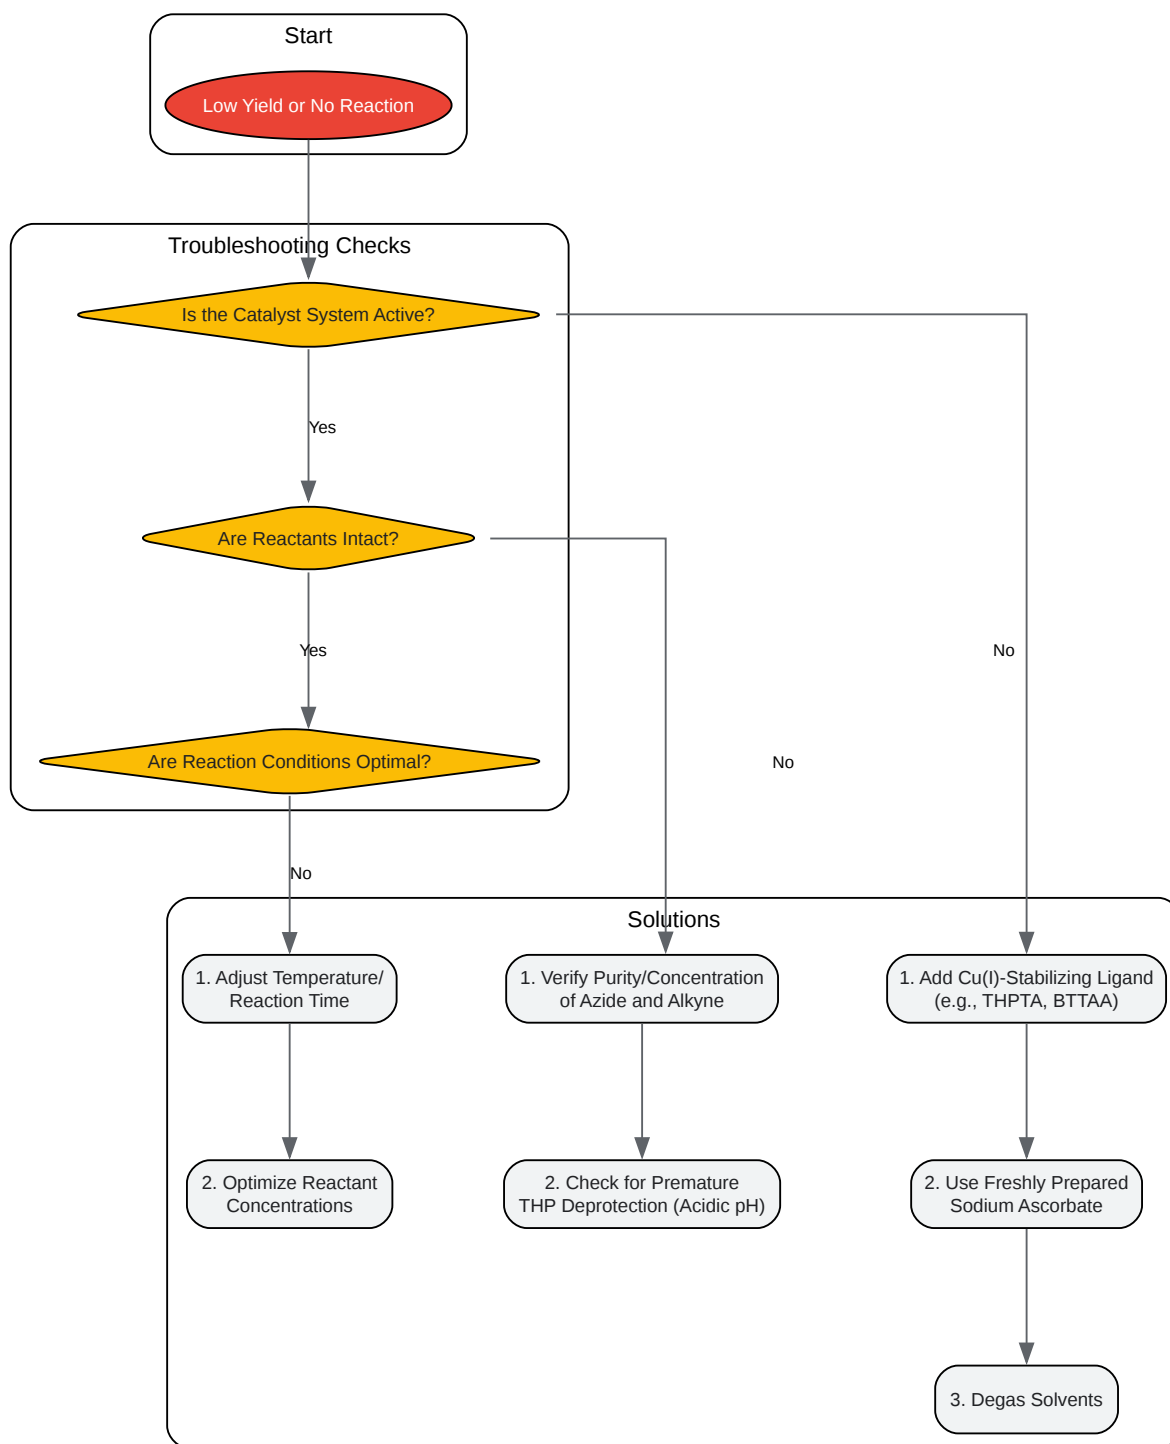 Start
Low Yield or No Reaction
Troubleshooting Checks
Is the Catalyst System Active?
Yes
Are Reactants Intact?
Yes
No
Are Reaction Conditions Optimal?
No
No
Solutions
1. Adjust Temperature/
Reaction Time
1. Verify Purity/Concentration
of Azide and Alkyne
1. Add Cu(I)-Stabilizing Ligand
(e.g., THPTA, BTTAA)
2. Optimize Reactant
Concentrations
2. Check for Premature
THP Deprotection (Acidic pH)
2. Use Freshly Prepared
Sodium Ascorbate
3. Degas Solvents